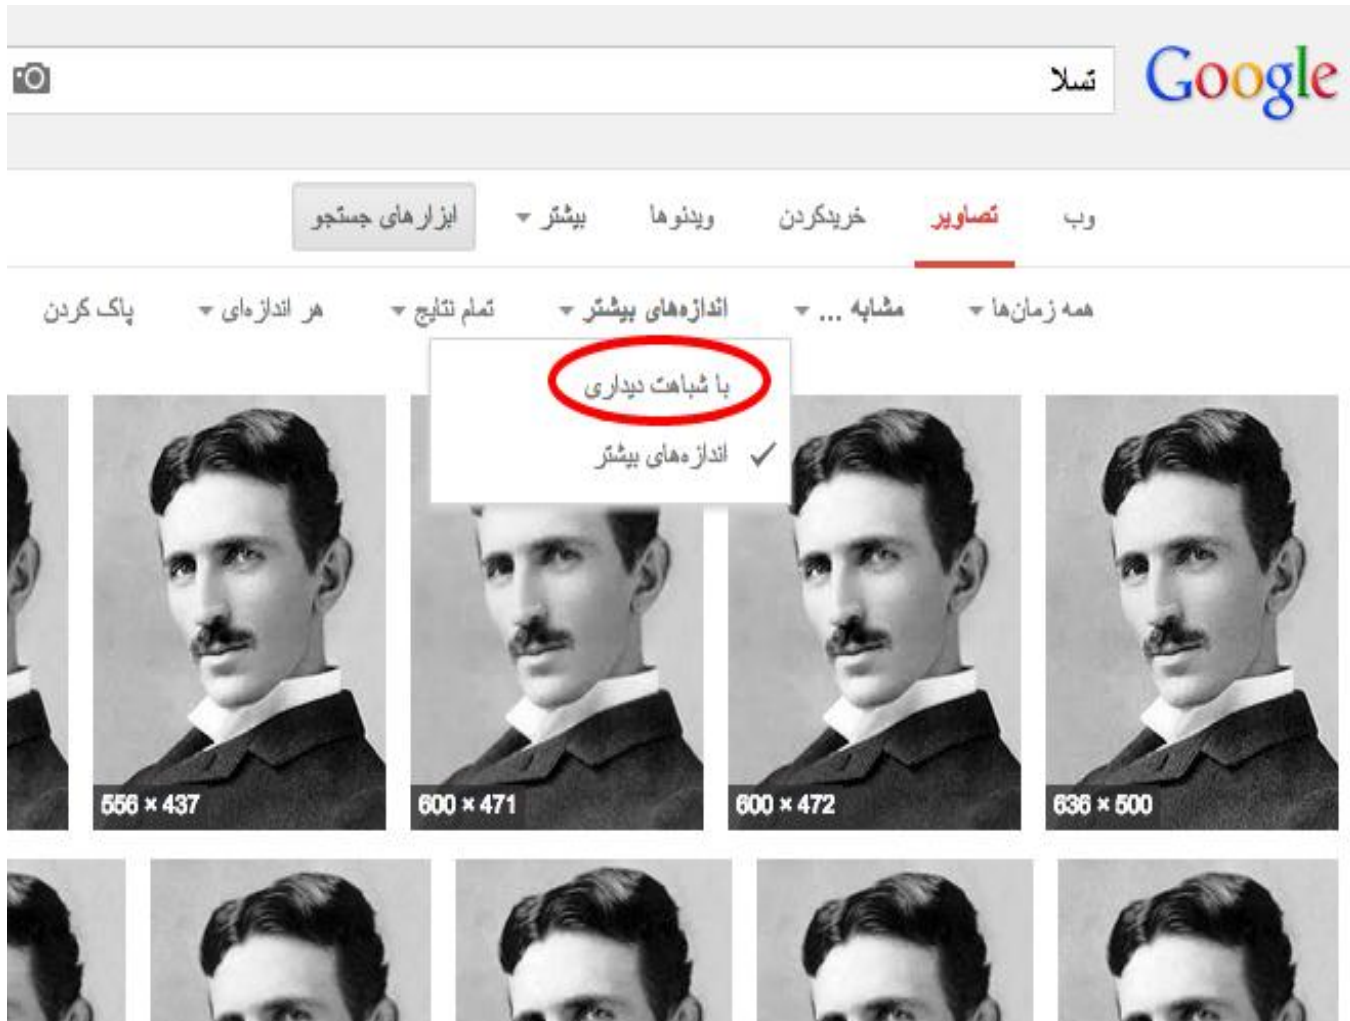 Google
تسلا
وب تصاویر خریدکردن ویدئوها بیشتر ابزارهای جستجو
همه زمان‌ها مشابه ... اندازه‌های بیشتر تمام نتایج هر اندازه‌ای پاک کردن
با شباهت دیداری
اندازه‌های بیشتر
636 × 500
600 × 472
600 × 471
556 × 437